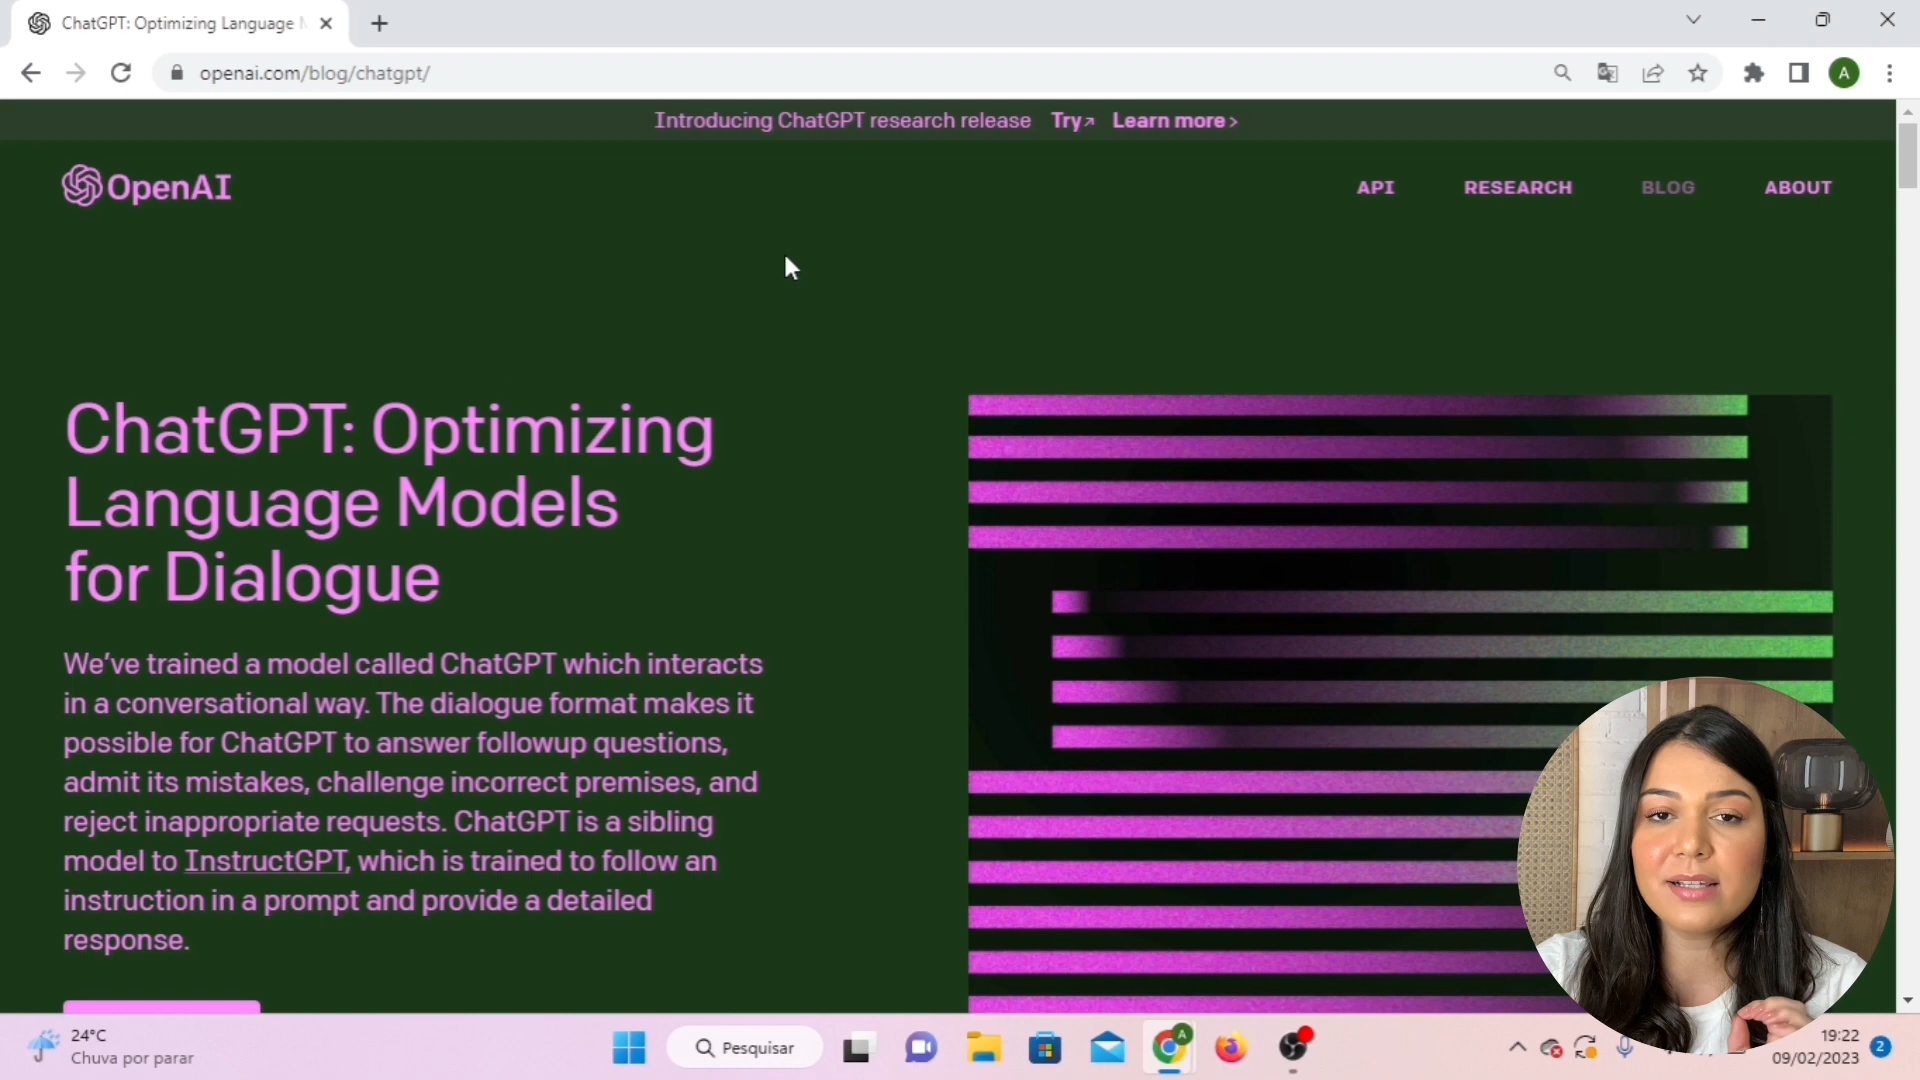 ChatGPT: Optimizing Language M
openai.com/blog/chatgpt/
A
Introducing ChatGPT research release Try↗ Learn more >
OpenAI
API RESEARCH BLOG ABOUT
ChatGPT: Optimizing
Language Models
for Dialogue
We’ve trained a model called ChatGPT which interacts
in a conversational way. The dialogue format makes it
possible for ChatGPT to answer followup questions,
admit its mistakes, challenge incorrect premises, and
reject inappropriate requests. ChatGPT is a sibling
model to InstructGPT, which is trained to follow an
instruction in a prompt and provide a detailed
response.
24°C
Chuva por parar
Pesquisar
A
19:22
09/02/2023
2